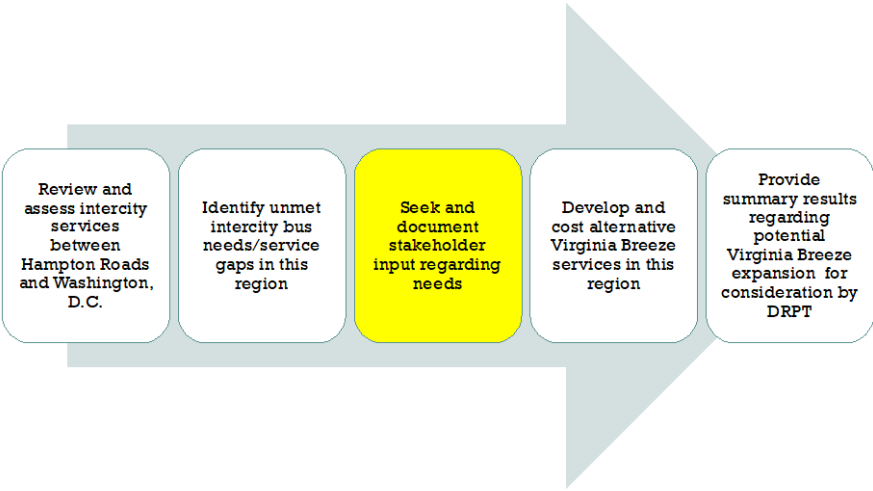 Review and
assess intercity
services
between
Hampton Roads
and Washington,
D.C.
Identify unmet
intercity bus
needs/service
gaps in this
region
Seek and
document
stakeholder
input regarding
needs
Develop and
cost alternative
Virginia Breeze
services in this
region
Provide
summary results
regarding
potential
Virginia Breeze
expansion for
consideration by
DRPT